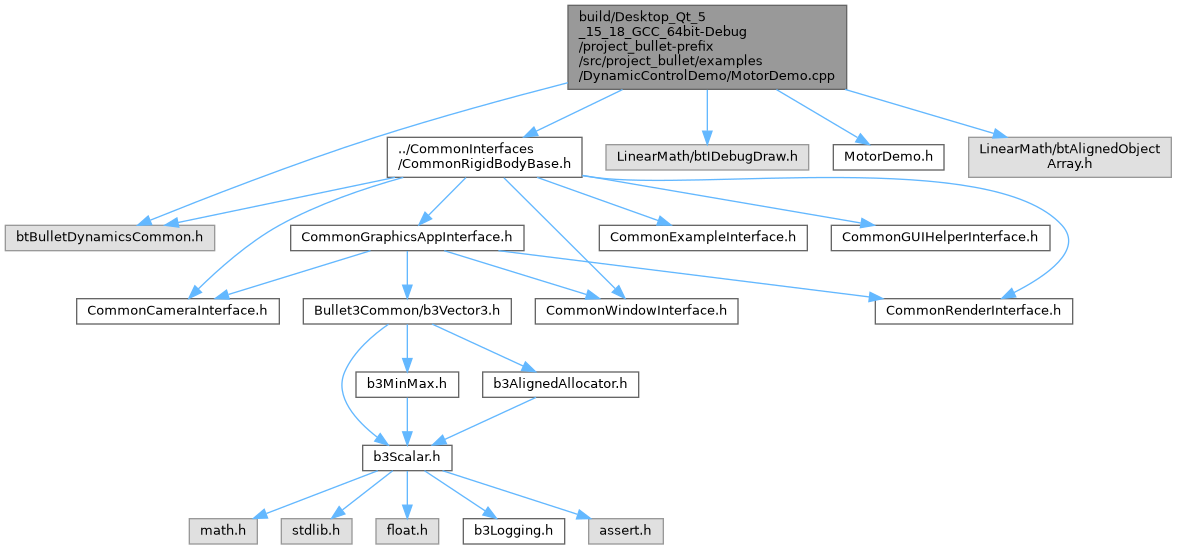 build/Desktop_Qt_5
_15_18_GCC_64bit-Debug
/project_bullet-prefix
/src/project_bullet/examples
/DynamicControlDemo/MotorDemo.cpp
../CommonInterfaces
/CommonRigidBodyBase.h
LinearMath/btIDebugDraw.h
MotorDemo.h
LinearMath/btAlignedObject
Array.h
btBulletDynamicsCommon.h
CommonGraphicsAppInterface.h
CommonExampleInterface.h
CommonGUIHelperInterface.h
CommonCameraInterface.h
Bullet3Common/b3Vector3.h
CommonWindowInterface.h
CommonRenderInterface.h
b3MinMax.h
b3AlignedAllocator.h
b3Scalar.h
math.h
stdlib.h
float.h
b3Logging.h
assert.h